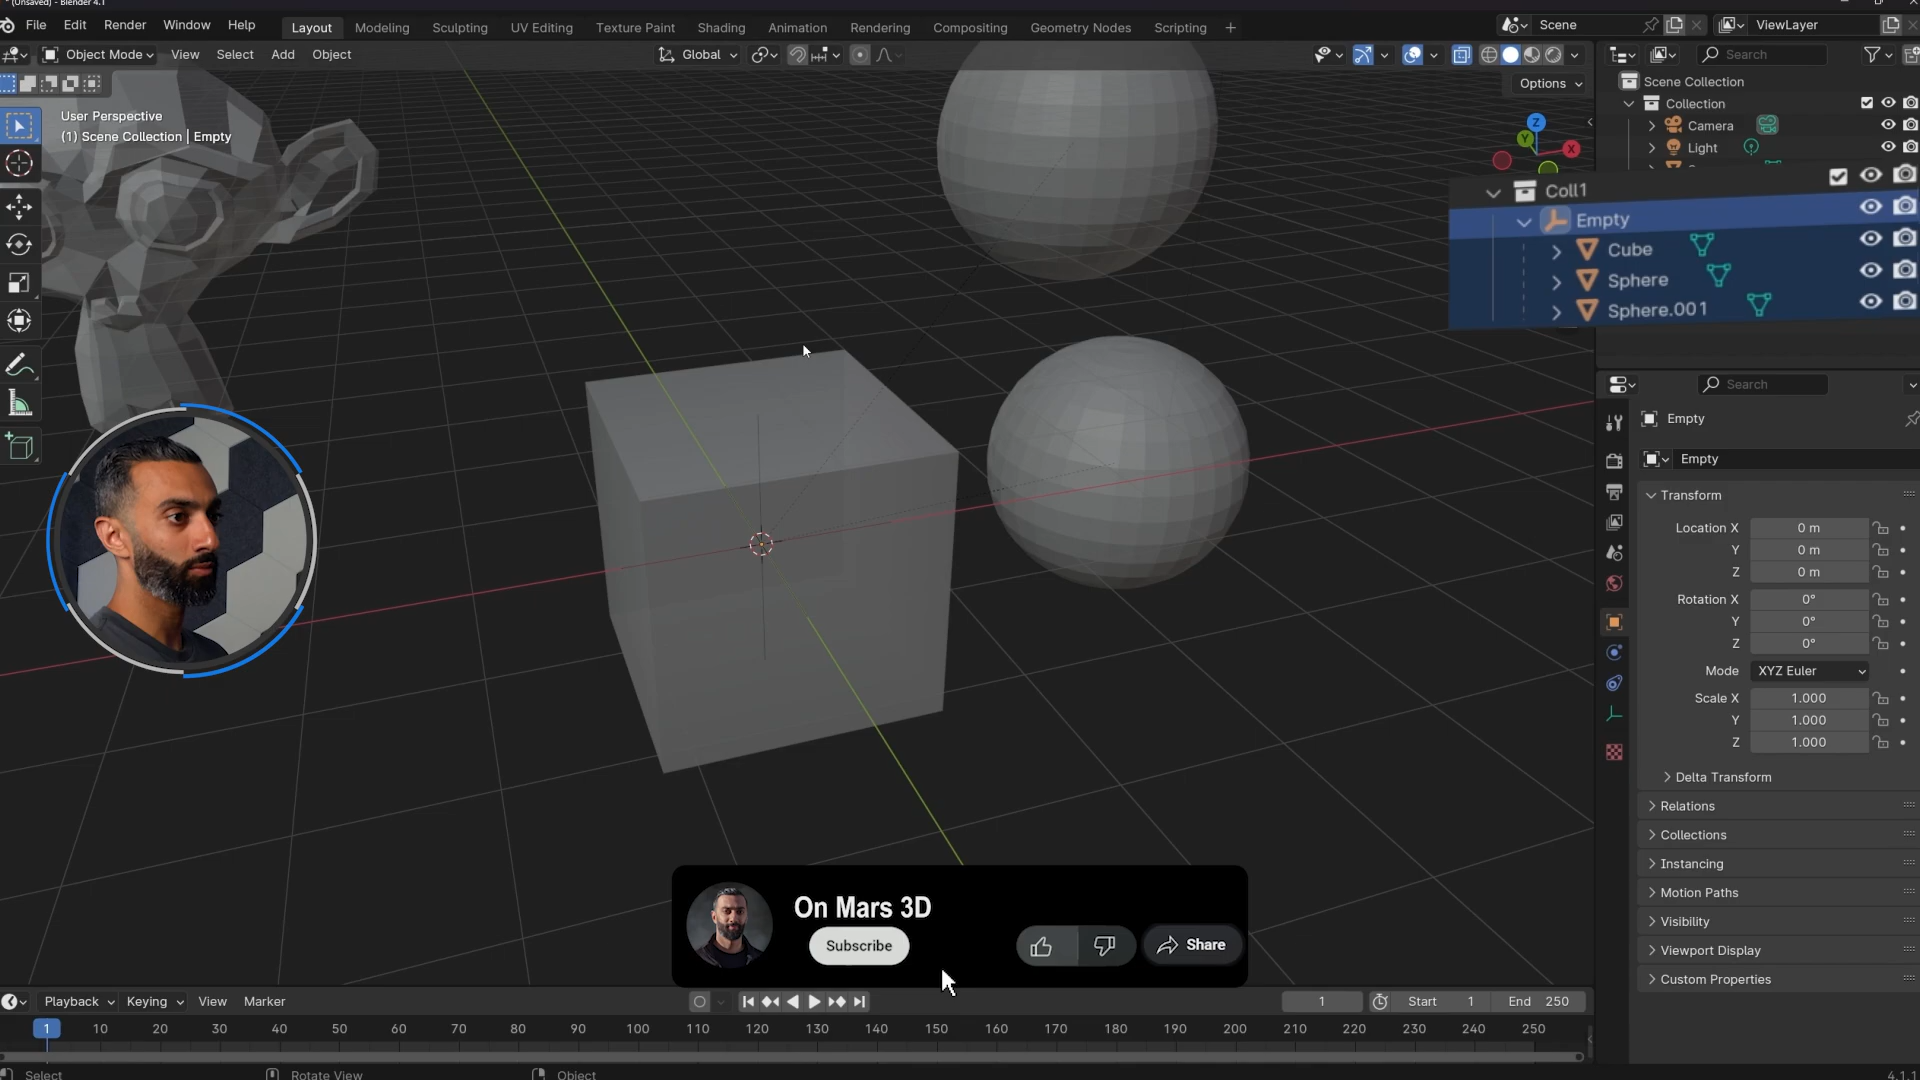 * (Unsaved) - Blender 4.1
File Edit Render Window Help Layout Modeling Sculpting UV Editing Texture Paint Shading Animation Rendering Compositing Geometry Nodes Scripting + Scene ViewLayer
Object Mode View Select Add Object Global Search
Options
User Perspective
(1) Scene Collection | Empty
Z
Y
X
Scene Collection
Collection
Camera
Light
Coll1
Empty
Cube
Sphere
Sphere.001
Search
Empty
Empty
Transform
Location X 0 m
Y 0 m
Z 0 m
Rotation X 0°
Y 0°
Z 0°
Mode XYZ Euler
Scale X 1.000
Y 1.000
Z 1.000
Delta Transform
Relations
Collections
Instancing
Motion Paths
Visibility
Viewport Display
Custom Properties
On Mars 3D
Subscribe
Share
Playback Keying View Marker 1 Start 1 End 250
1 10 20 30 40 50 60 70 80 90 100 110 120 130 140 150 160 170 180 190 200 210 220 230 240 250
Select Rotate View Object 4.1.1